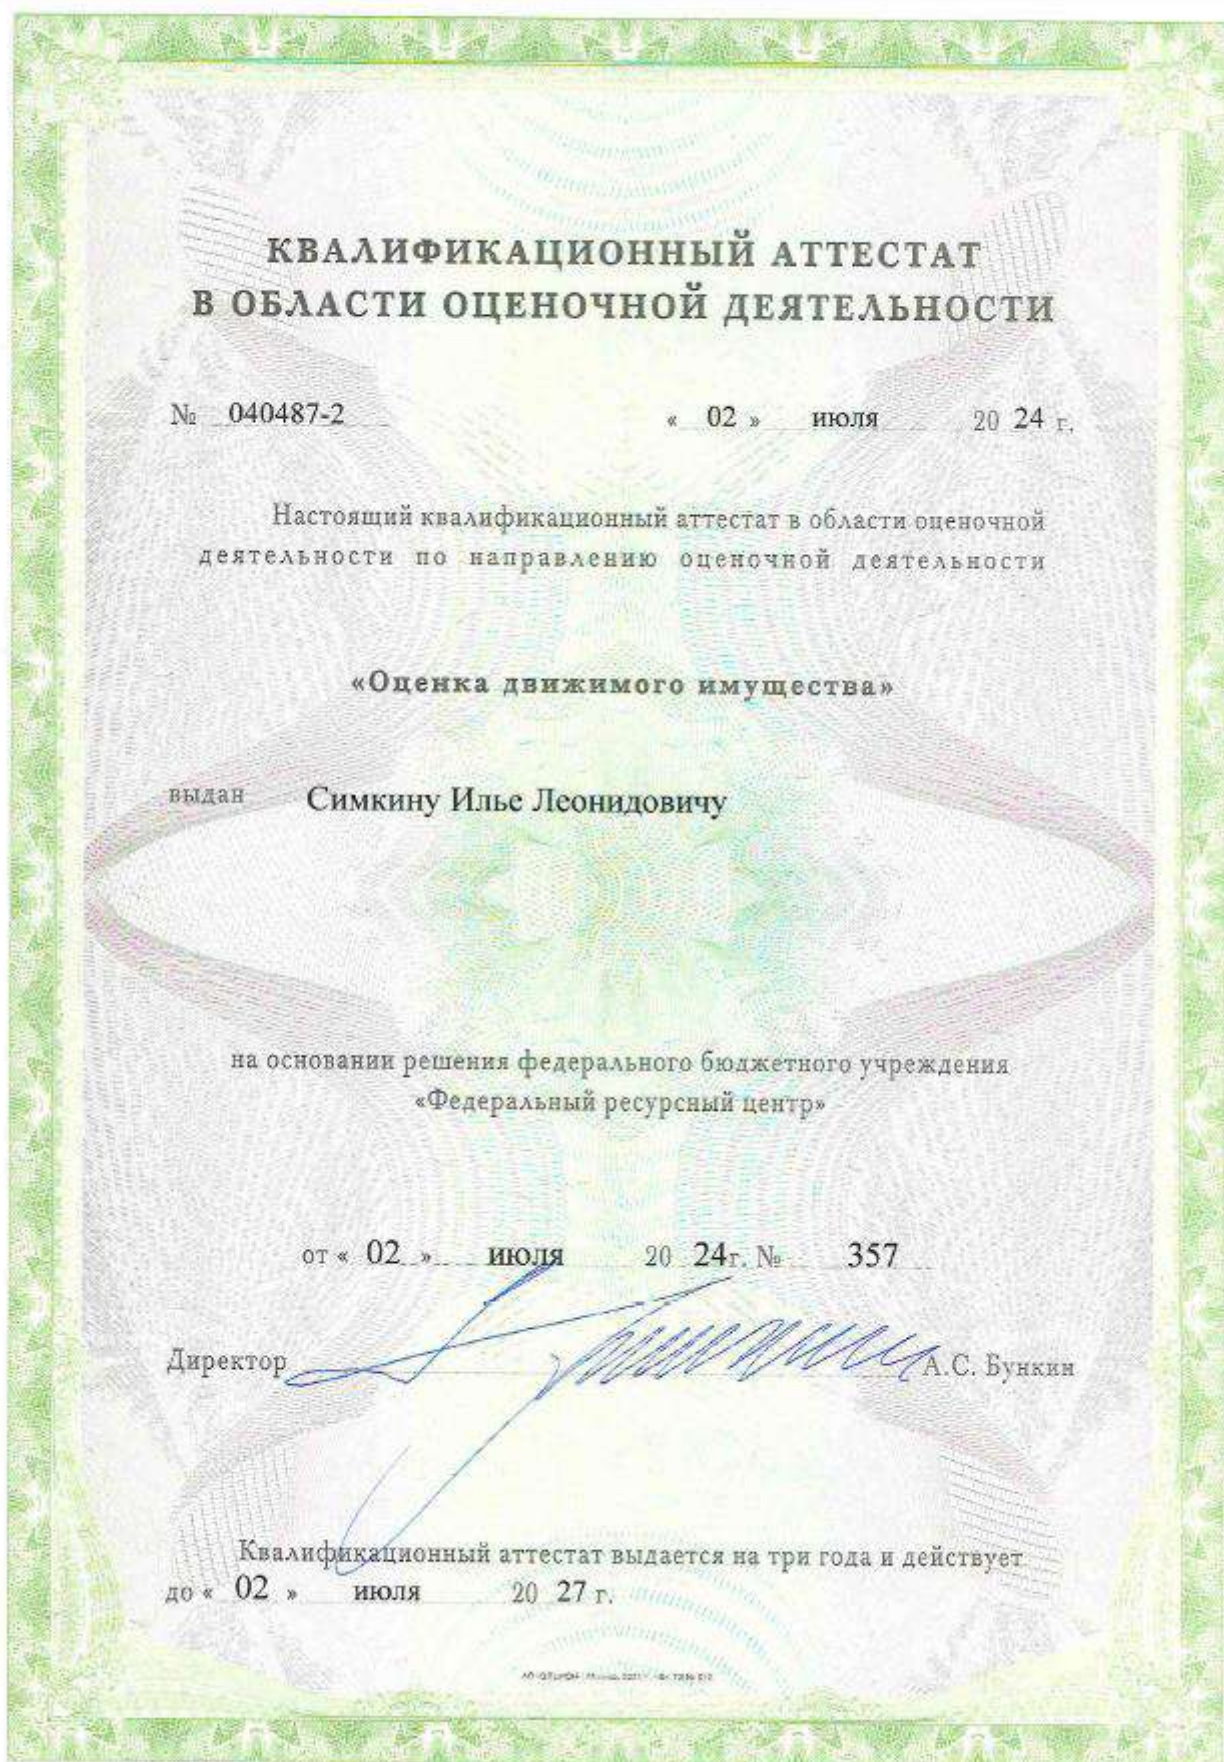 КВАЛИФИКАЦИОННЫЙ АТТЕСТАТ
В ОБЛАСТИ ОЦЕНОЧНОЙ ДЕЯТЕЛЬНОСТИ
№ 040487-2 « 02 » июля 20 24 г.
Настоящий квалификационный аттестат в области оценочной
деятельности по направлению оценочной деятельности
«Оценка движимого имущества»
выдан Симкину Илье Леонидовичу
на основании решения федерального бюджетного учреждения
«Федеральный ресурсный центр»
от « 02 » июля 20 24г. № 357
Директор А.С. Бункин
Квалификационный аттестат выдается на три года и действует
до « 02 » июля 20 27 г.